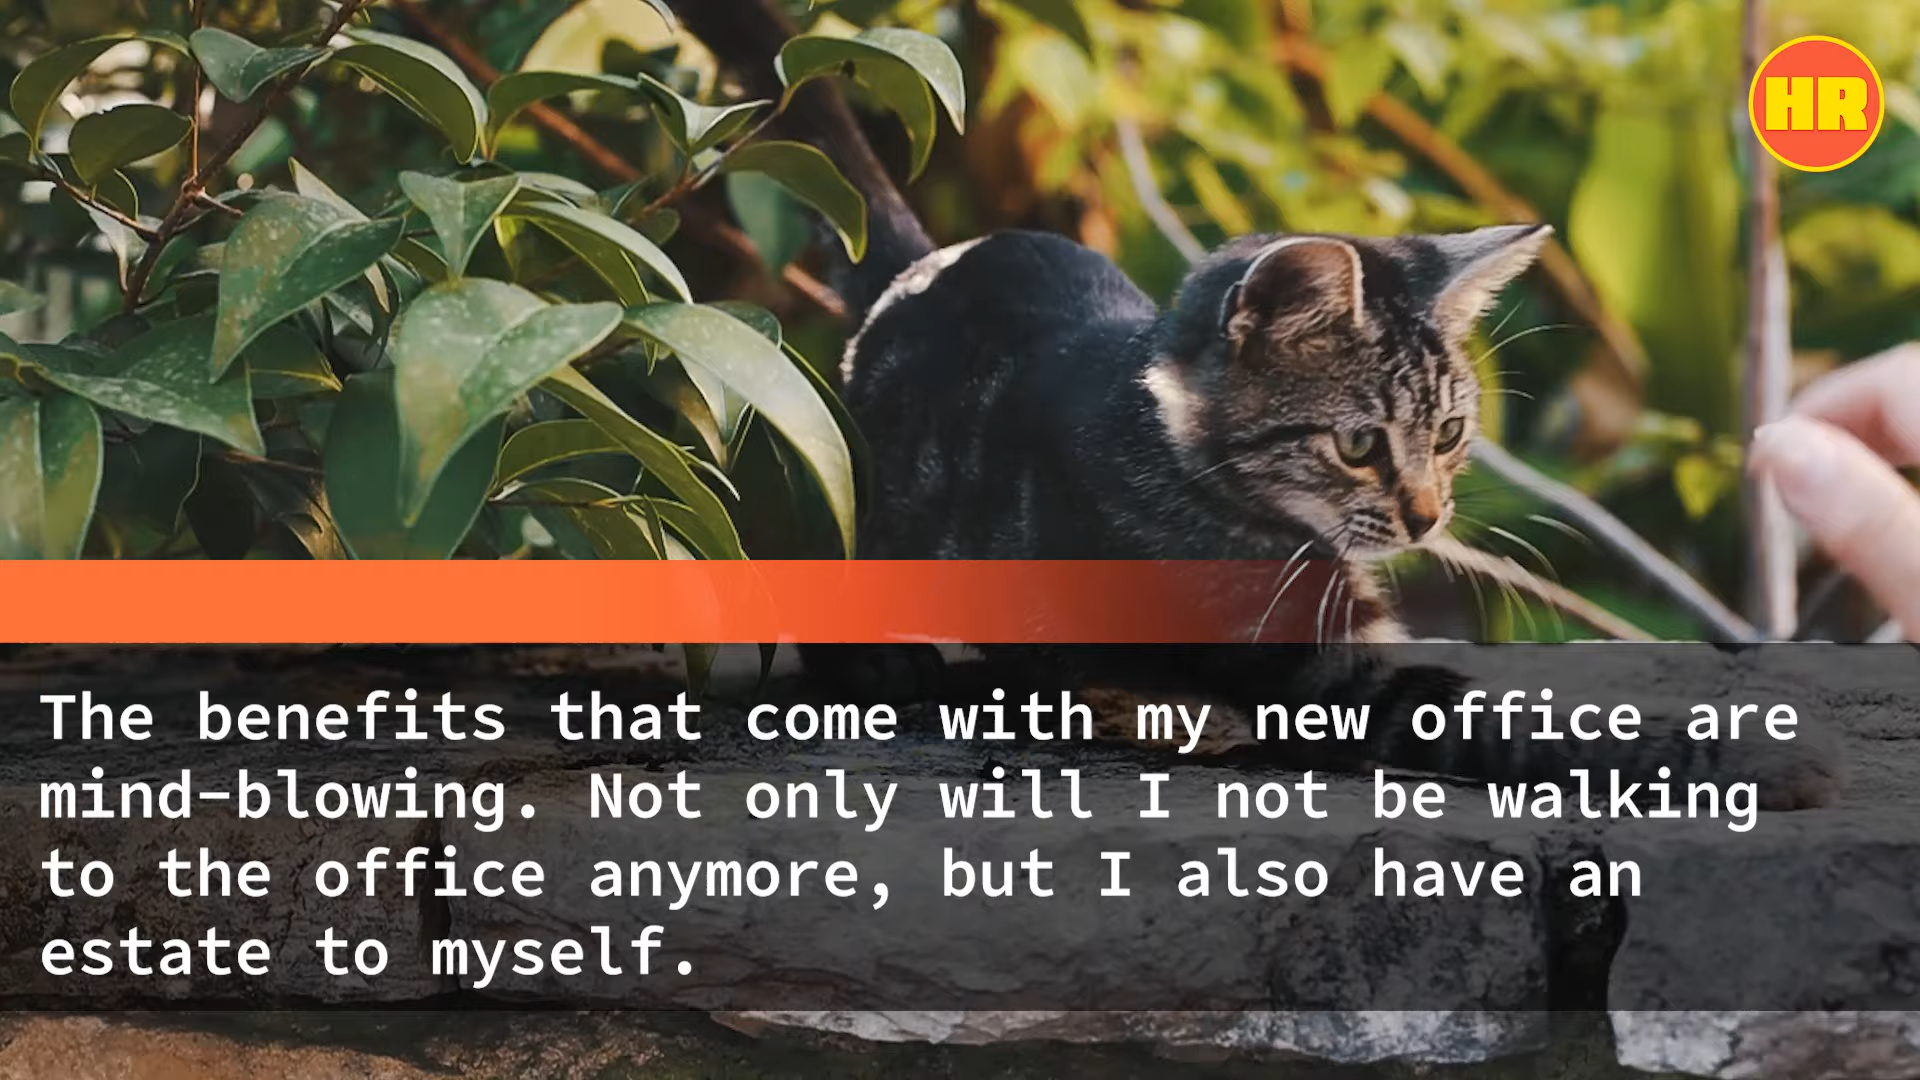 HR
The benefits that come with my new office are
mind-blowing. Not only will I not be walking
to the office anymore, but I also have an
estate to myself.